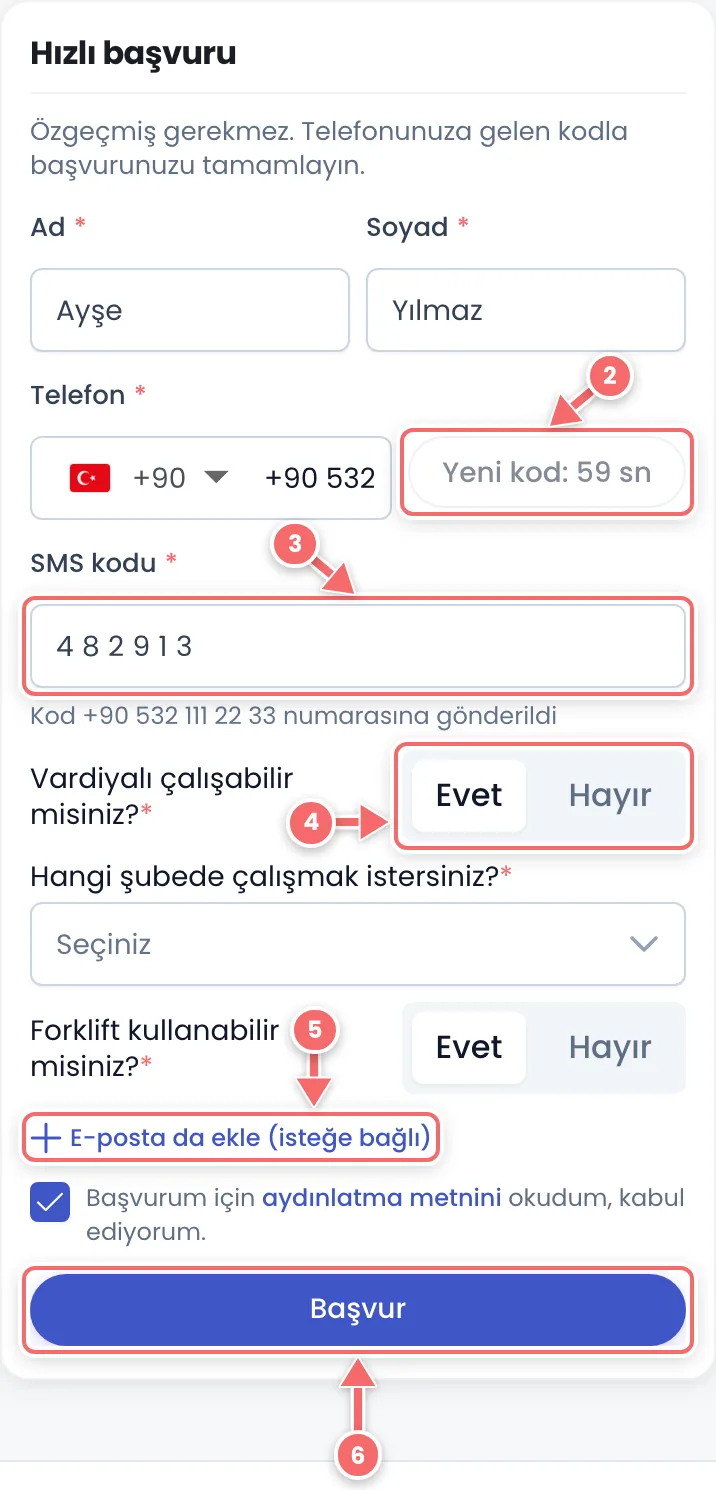 Hızlı başvuru
Özgeçmiş gerekmez. Telefonunuza gelen kodla
başvurunuzu tamamlayın.
Ad * Soyad *
Ayşe Yılmaz
2
Telefon *
+90 +90 532 Yeni kod: 59 sn
3
SMS kodu *
4 8 2 9 1 3
Kod +90 532 111 22 33 numarasına gönderildi
Vardiyalı çalışabilir
misiniz?* Evet Hayır
4
Hangi şubede çalışmak istersiniz?*
Seçiniz
Forklift kullanabilir
misiniz?* Evet Hayır
5
+ E-posta da ekle (isteğe bağlı)
Başvurum için aydınlatma metnini okudum, kabul
ediyorum.
Başvur
6